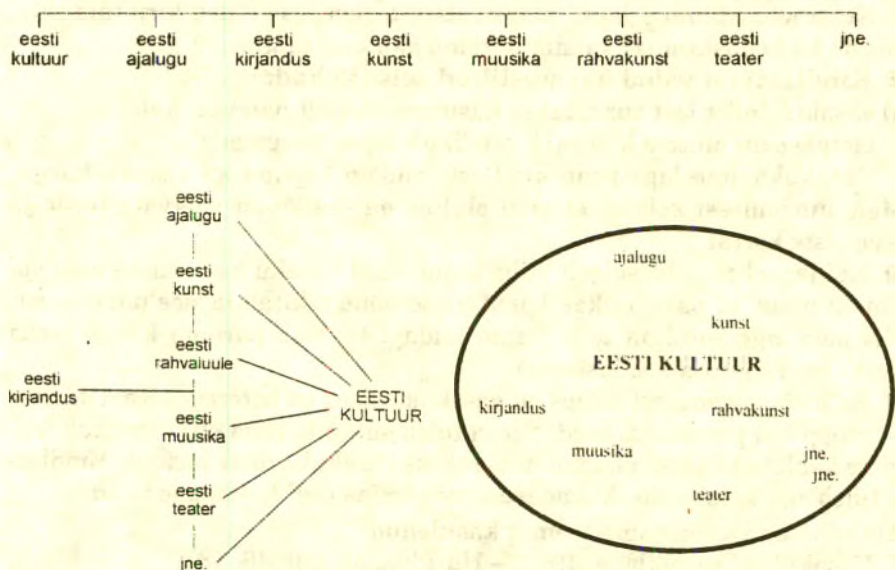 eesti kultuur
eesti ajalugu
eesti kirjandus
eesti kunst
eesti muusika
eesti rahvakunst
eesti teater
jne.
eesti ajalugu
eesti kunst
eesti rahvaluule
eesti kirjandus
eesti muusika
eesti teater
jne.
EESTI KULTUUR
ajalugu
kunst
EESTI KULTUUR
kirjandus
rahvakunst
muusika
jne.
jne.
teater